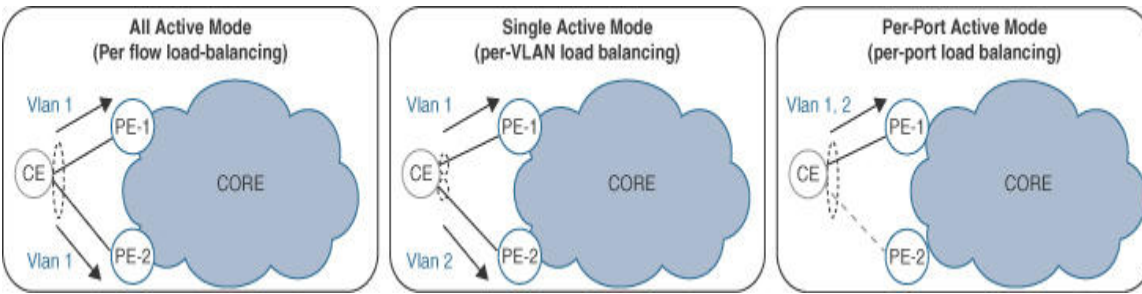 All Active Mode
(Per flow load-balancing)
Vlan 1
PE-1
CE
CORE
PE-2
Vlan 1
Single Active Mode
(per-VLAN load balancing)
Vlan 1
PE-1
CE
CORE
PE-2
Vlan 2
Per-Port Active Mode
(per-port load balancing)
Vlan 1, 2
PE-1
CE
CORE
PE-2